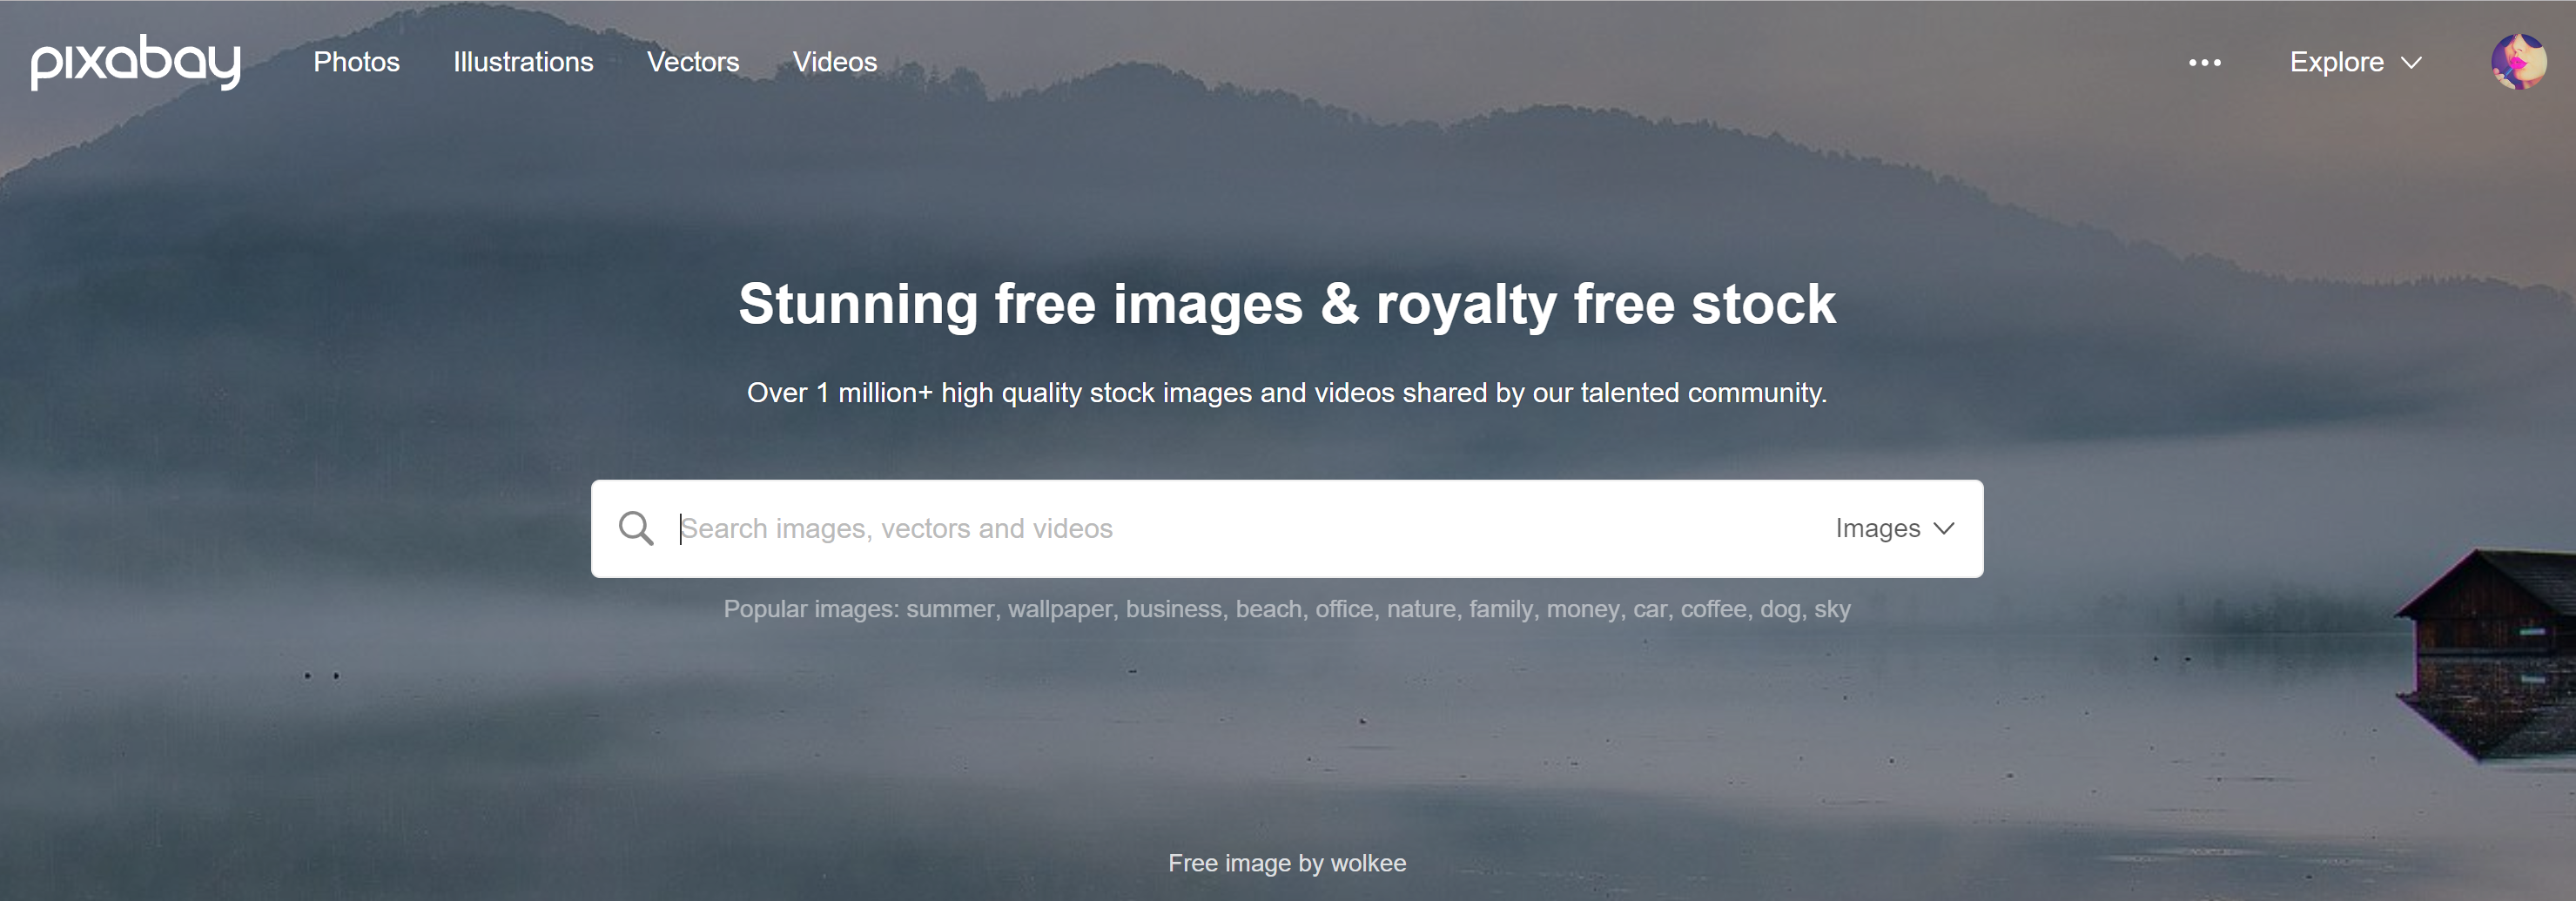 pixabay
Photos Illustrations Vectors Videos
Explore
Stunning free images & royalty free stock
Over 1 million+ high quality stock images and videos shared by our talented community.
Search images, vectors and videos
Images
Popular images: summer, wallpaper, business, beach, office, nature, family, money, car, coffee, dog, sky
Free image by wolkee